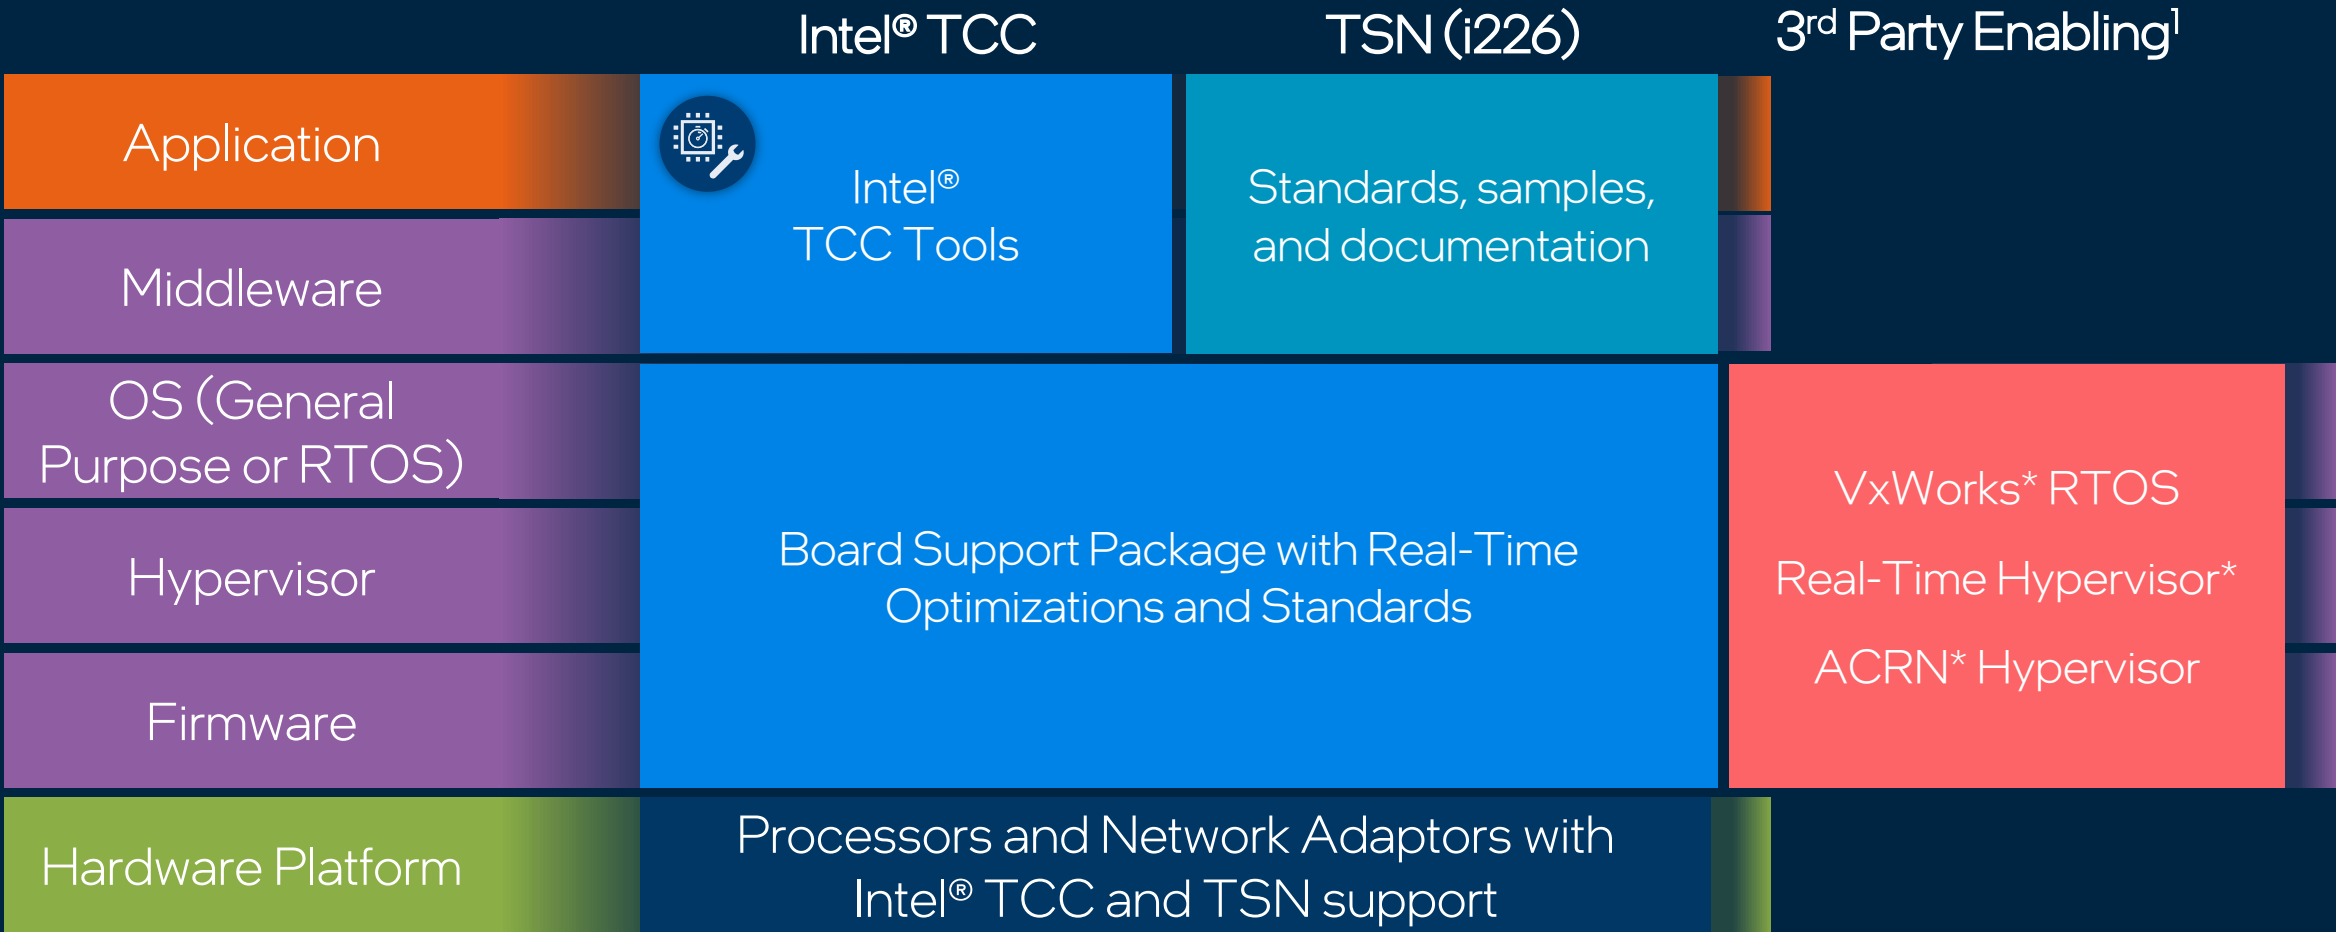 Intel® TCC
TSN (i226)
3rd Party Enabling1
Application
Intel®
TCC Tools
Standards, samples,
and documentation
Middleware
OS (General
Purpose or RTOS)
Hypervisor
Firmware
Board Support Package with Real-Time
Optimizations and Standards
VxWorks* RTOS
Real-Time Hypervisor*
ACRN* Hypervisor
Hardware Platform
Processors and Network Adaptors with
Intel® TCC and TSN support